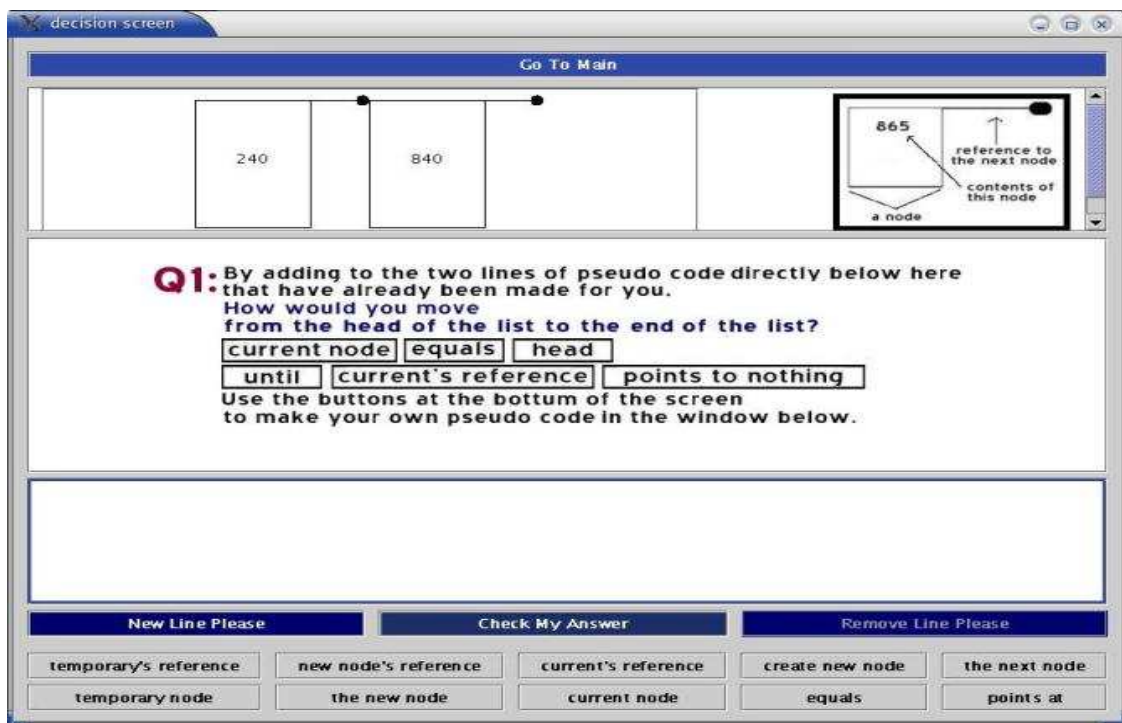 decision screen
Go To Main
240
840
865
reference to
the next node
contents of
this node
a node
Q1: By adding to the two lines of pseudo code directly below here
that have already been made for you.
How would you move
from the head of the list to the end of the list?
current node equals head
until current's reference points to nothing
Use the buttons at the bottum of the screen
to make your own pseudo code in the window below.
New Line Please Check My Answer Remove Line Please
temporary's reference new node's reference current's reference create new node the next node
temporary node the new node current node equals points at